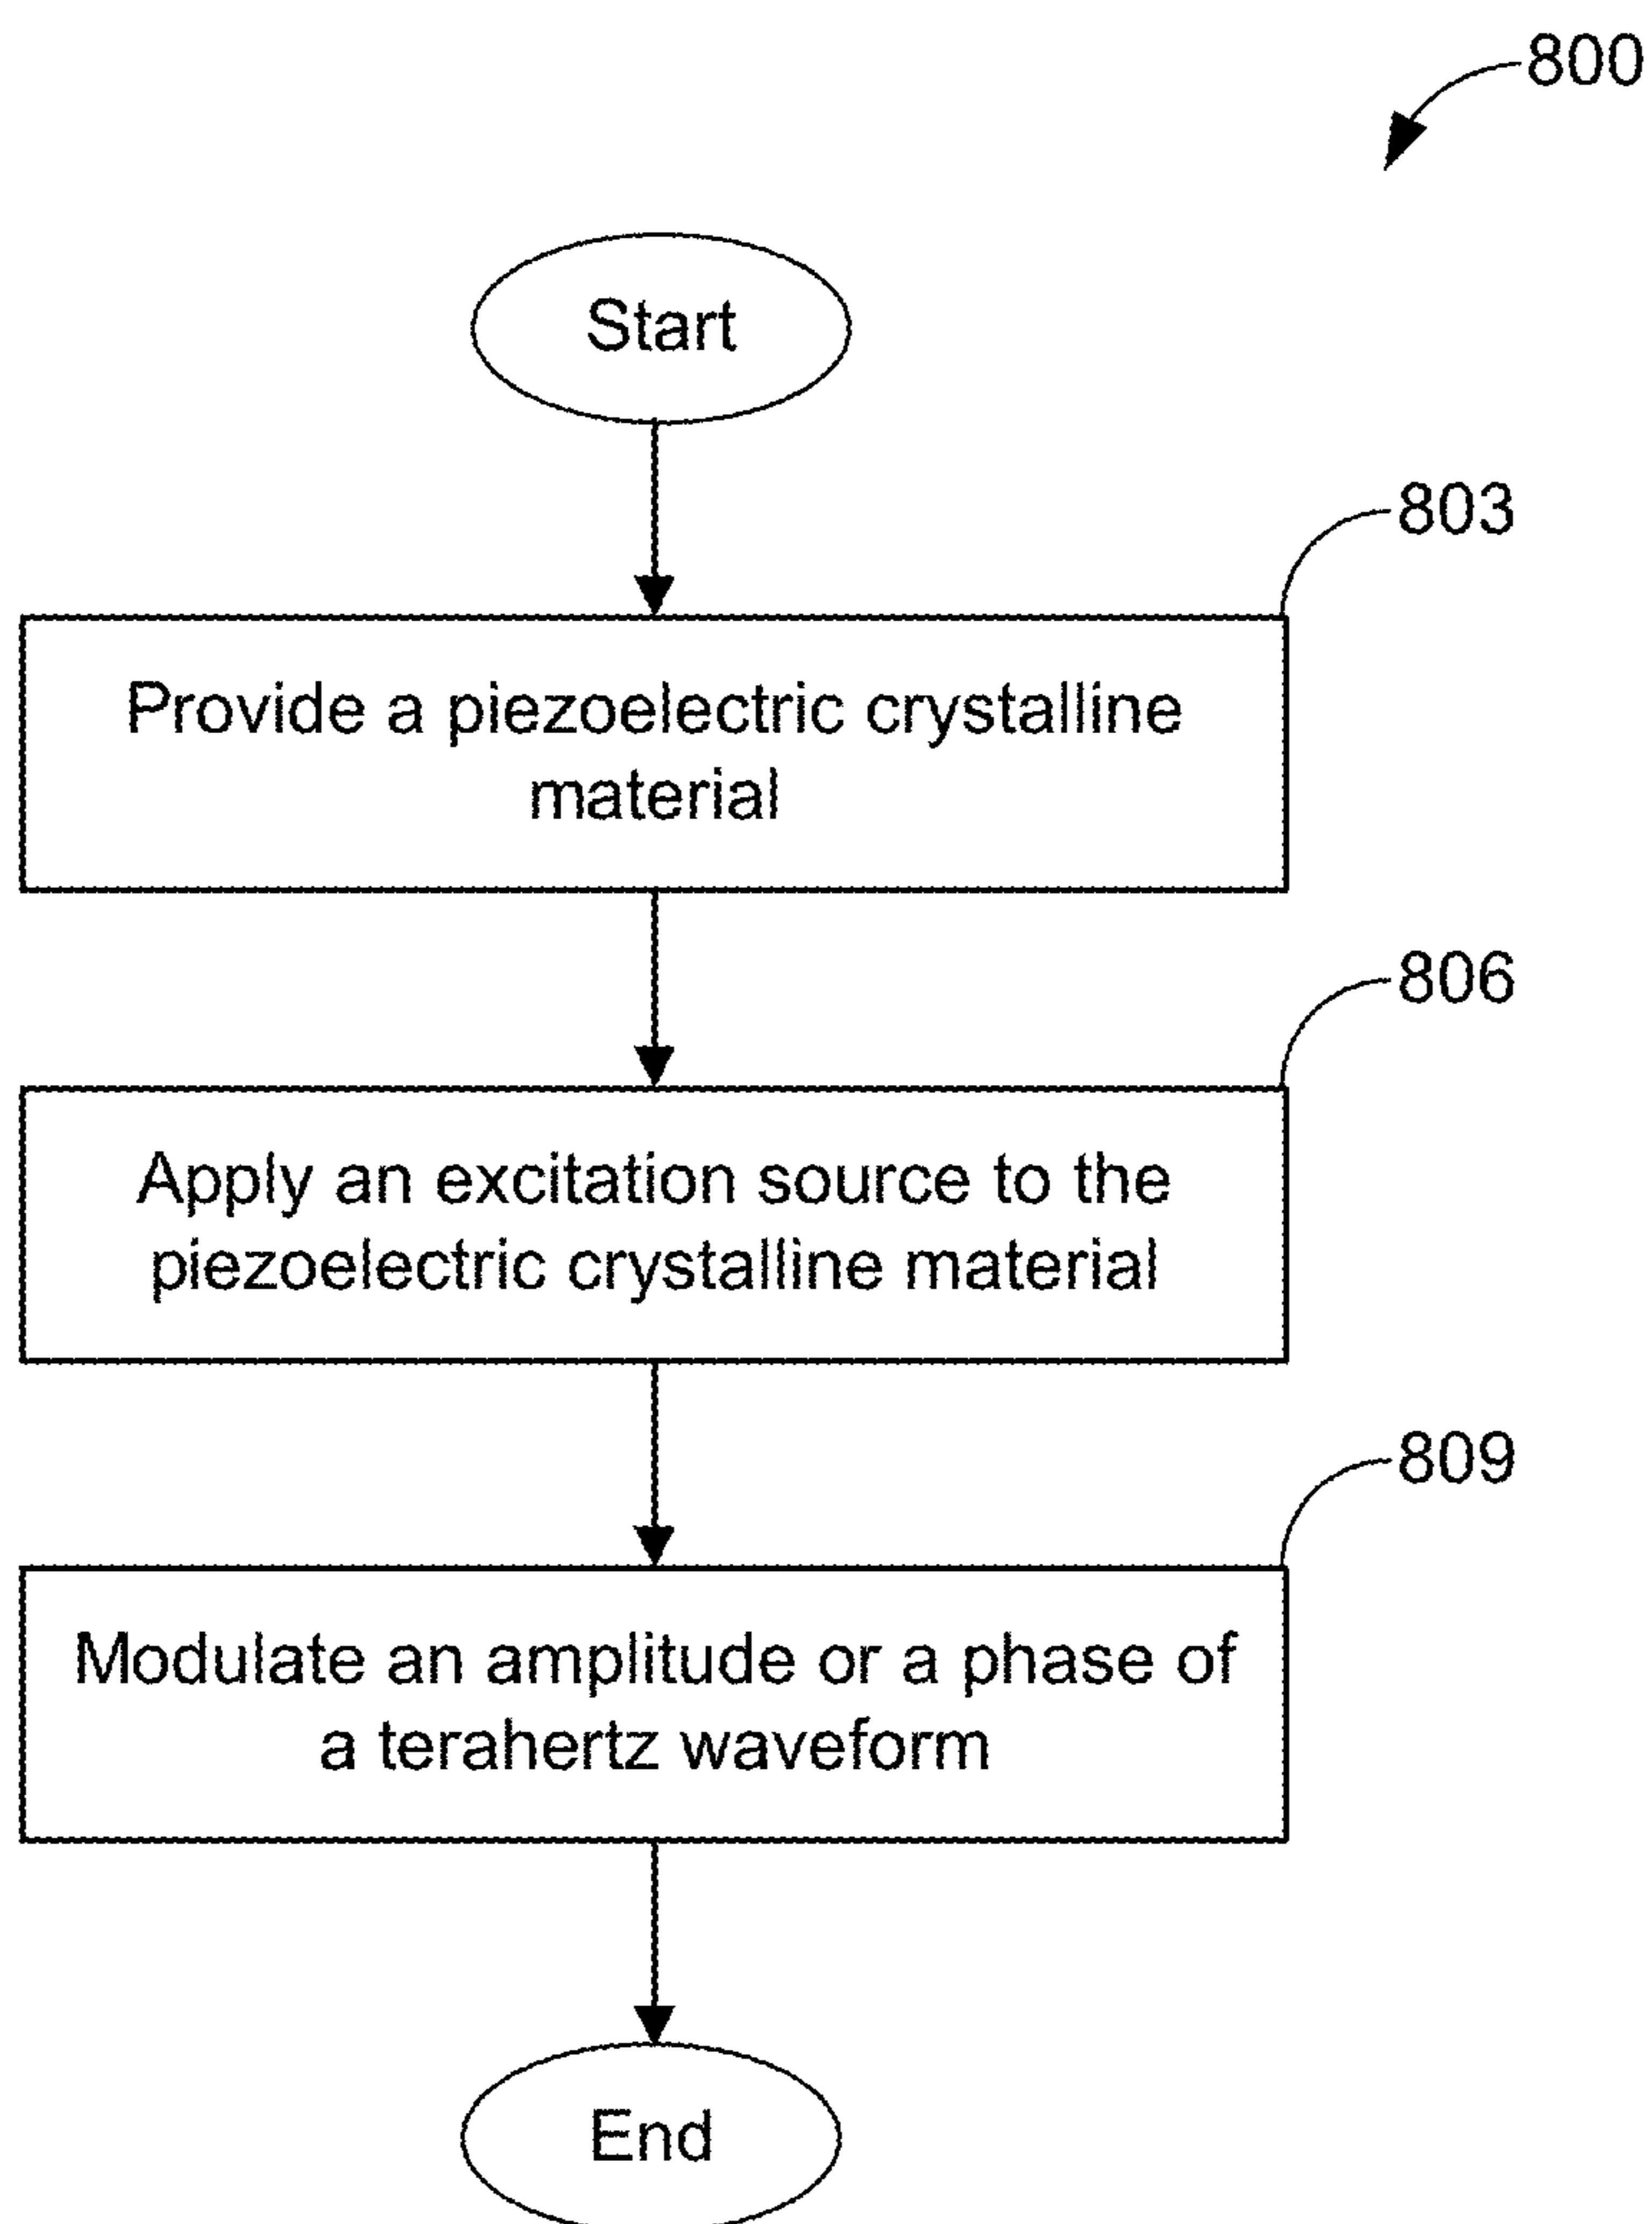 800
Start
803
Provide a piezoelectric crystalline
material
806
Apply an excitation source to the
piezoelectric crystalline material
809
Modulate an amplitude or a phase of
a terahertz waveform
End